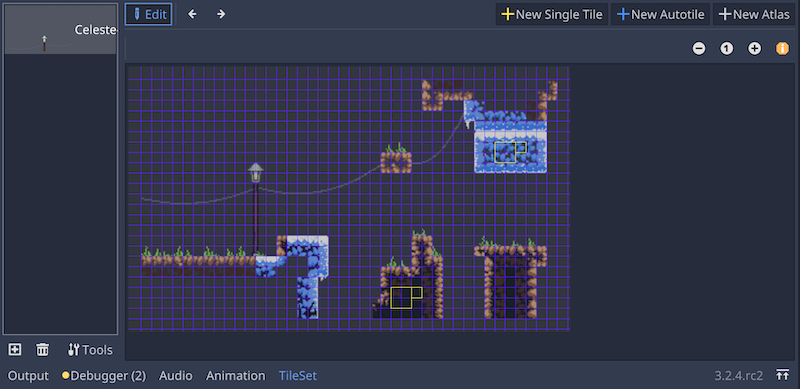 Edit
New Single Tile
New Autotile
New Atlas
Celeste
1
Tools
Output
Debugger (2)
Audio
Animation
TileSet
3.2.4.rc2